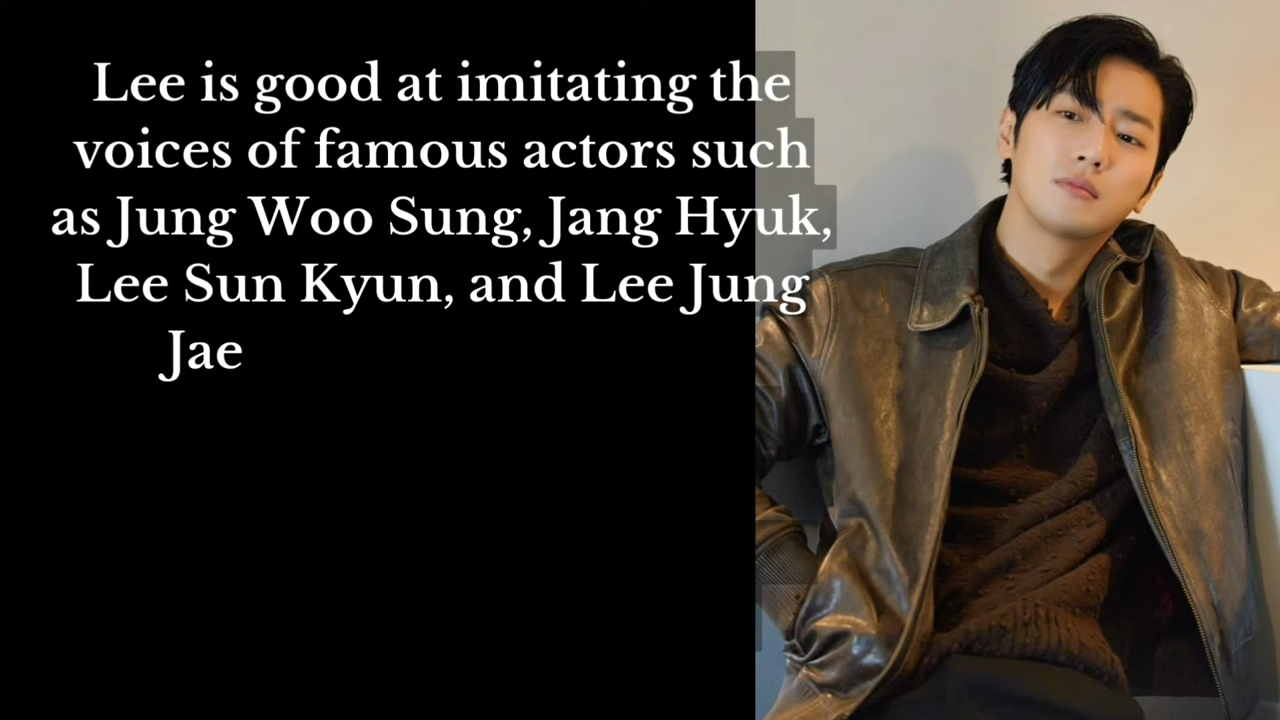 Lee is good at imitating the
voices of famous actors such
as Jung Woo Sung, Jang Hyuk,
Lee Sun Kyun, and Lee Jung
Jae